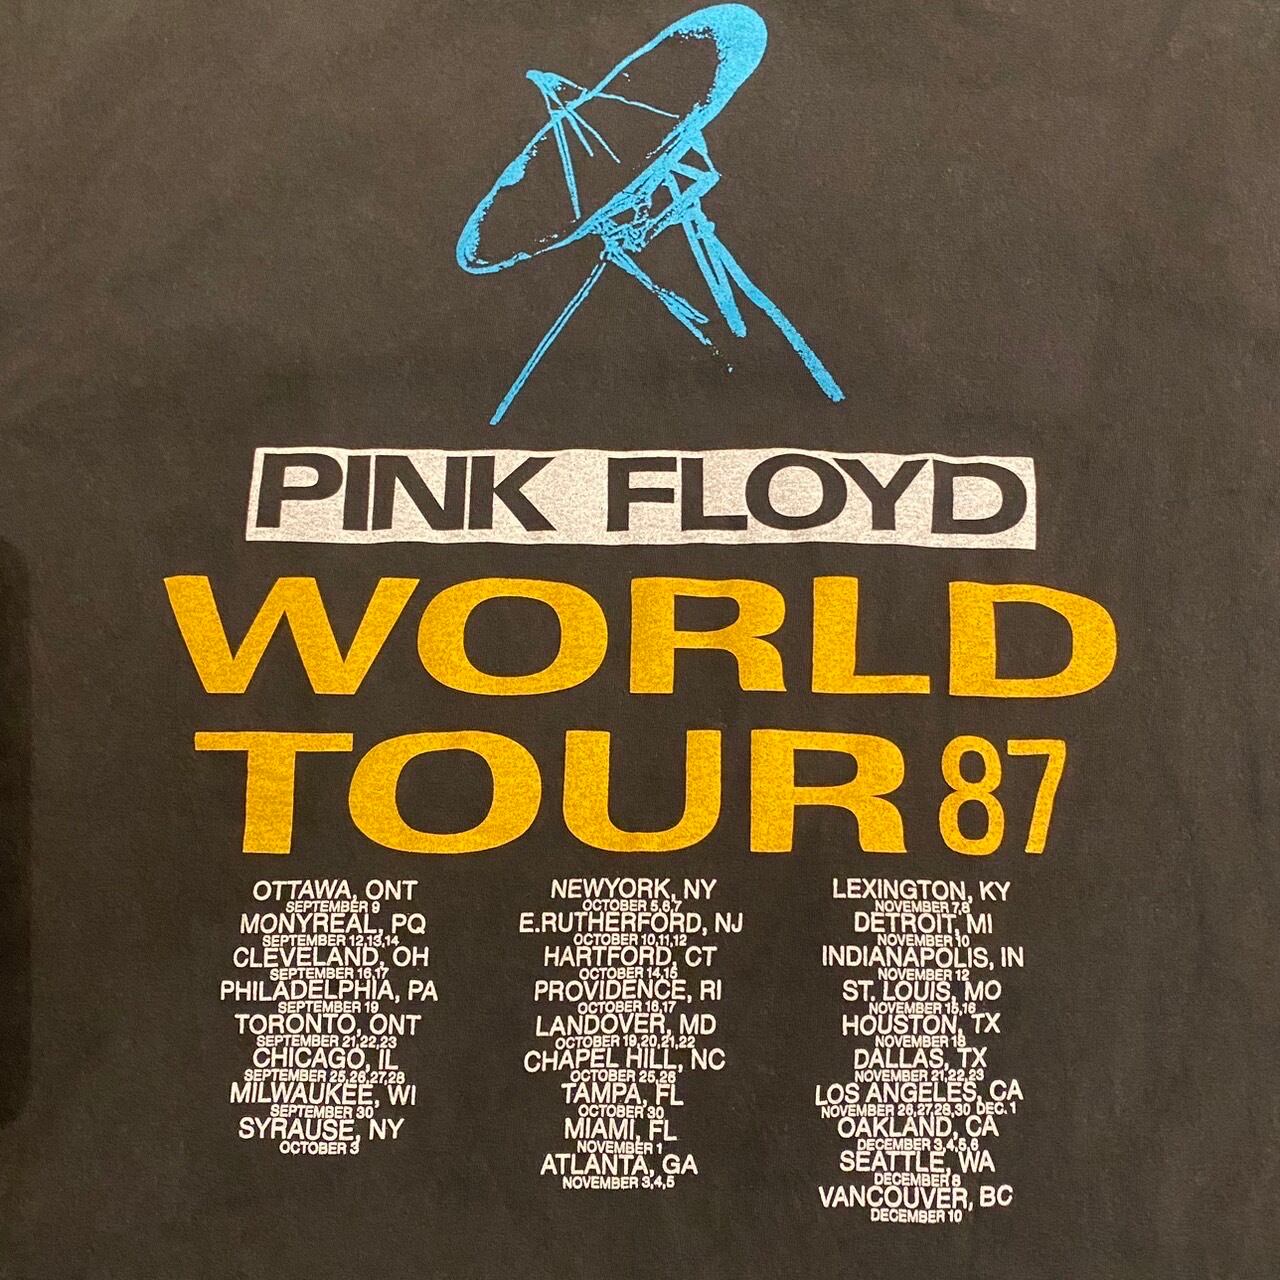 PINK FLOYD
WORLD
TOUR 87
OTTAWA, ONT
SEPTEMBER 9
MONYREAL, PQ
SEPTEMBER 12,13,14
CLEVELAND, OH
SEPTEMBER 16,17
PHILADELPHIA, PA
SEPTEMBER 19
TORONTO, ONT
SEPTEMBER 21,22,23
CHICAGO, IL
SEPTEMBER 25,26,27,28
MILWAUKEE, WI
SEPTEMBER 30
SYRAUSE, NY
OCTOBER 3
NEWYORK, NY
OCTOBER 5,6,7
E.RUTHERFORD, NJ
OCTOBER 10,11,12
HARTFORD, CT
OCTOBER 14,15
PROVIDENCE, RI
OCTOBER 16,17
LANDOVER, MD
OCTOBER 19,20,21,22
CHAPEL HILL, NC
OCTOBER 25,26
TAMPA, FL
OCTOBER 30
MIAMI, FL
NOVEMBER 1
ATLANTA, GA
NOVEMBER 3,4,5
LEXINGTON, KY
NOVEMBER 7,8
DETROIT, MI
NOVEMBER 10
INDIANAPOLIS, IN
NOVEMBER 12
ST. LOUIS, MO
NOVEMBER 15,16
HOUSTON, TX
NOVEMBER 18
DALLAS, TX
NOVEMBER 21,22,23
LOS ANGELES, CA
NOVEMBER 26,27,28,30 DEC. 1
OAKLAND, CA
DECEMBER 3,4,5,6
SEATTLE, WA
DECEMBER 8
VANCOUVER, BC
DECEMBER 10